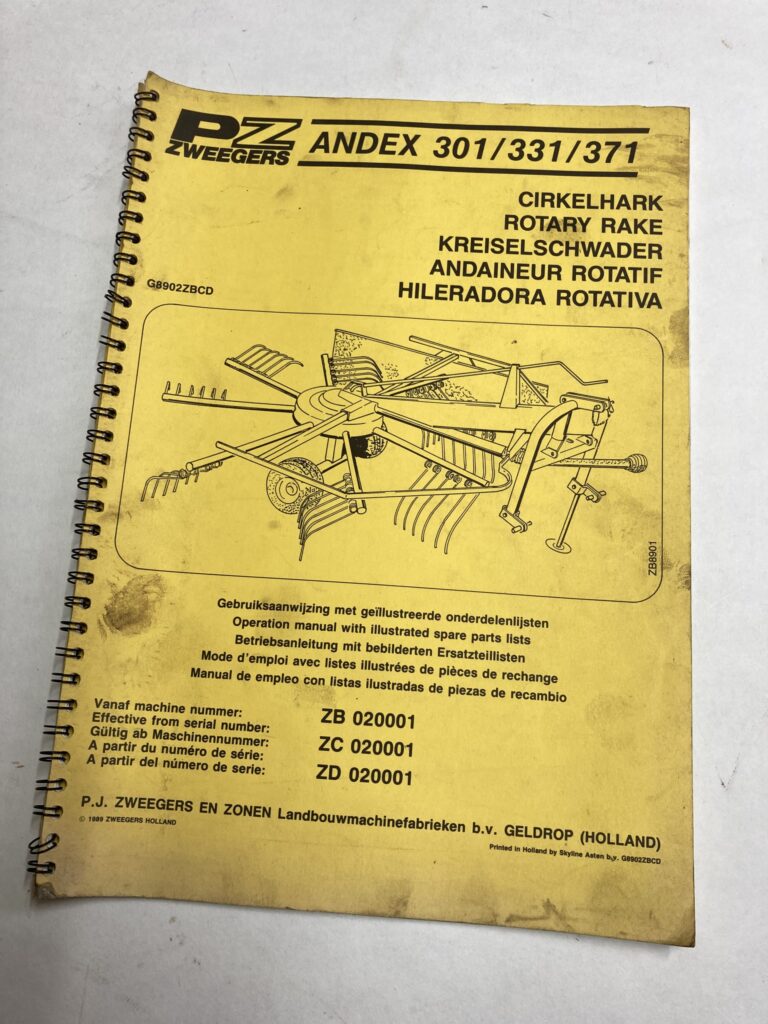 PZ
ZWEEGERS
ANDEX 301/331/371
CIRKELHARK
ROTARY RAKE
KREISELSCHWADER
ANDAINEUR ROTATIF
HILERADORA ROTATIVA
G8902ZBCD
ZB8901
Gebruiksaanwijzing met geïllustreerde onderdelenlijsten
Operation manual with illustrated spare parts lists
Betriebsanleitung mit bebilderten Ersatzteillisten
Mode d'emploi avec listes illustrées de pièces de rechange
Manual de empleo con listas ilustradas de piezas de recambio
Vanaf machine nummer:
Effective from serial number:
Gültig ab Maschinennummer:
A partir du numéro de série:
A partir del número de serie:
ZB 020001
ZC 020001
ZD 020001
P.J. ZWEEGERS EN ZONEN Landbouwmachinefabrieken b.v. GELDROP (HOLLAND)
© 1989 ZWEEGERS HOLLAND
Printed in Holland by Skyline Asten b.v. G8902ZBCD